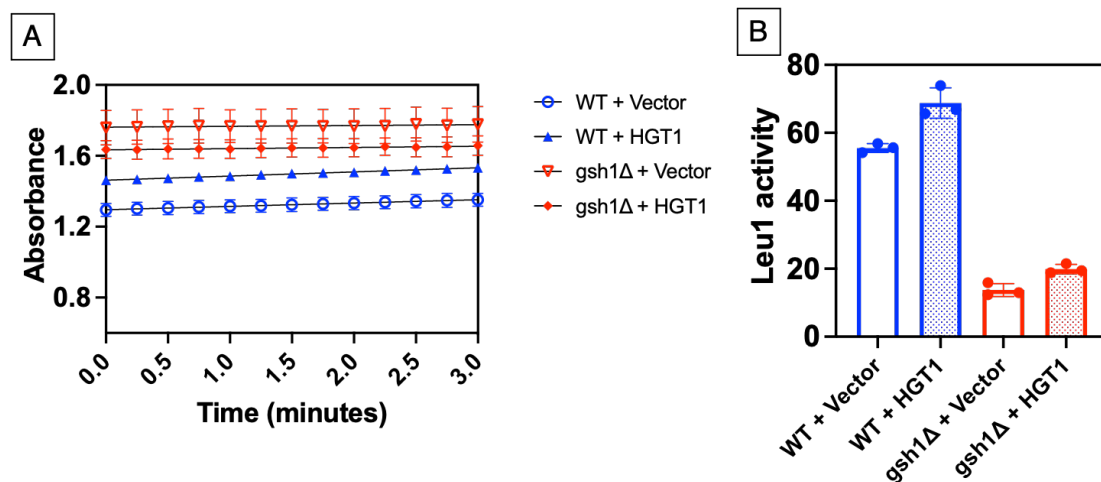 A
Absorbance
2.0
1.6
1.2
0.8
0.0
0.5
1.0
1.5
2.0
2.5
3.0
Time (minutes)
WT + Vector
WT + HGT1
gsh1Δ + Vector
gsh1Δ + HGT1
B
Leu1 activity
80
60
40
20
0
WT + Vector
WT + HGT1
gsh1Δ + Vector
gsh1Δ + HGT1